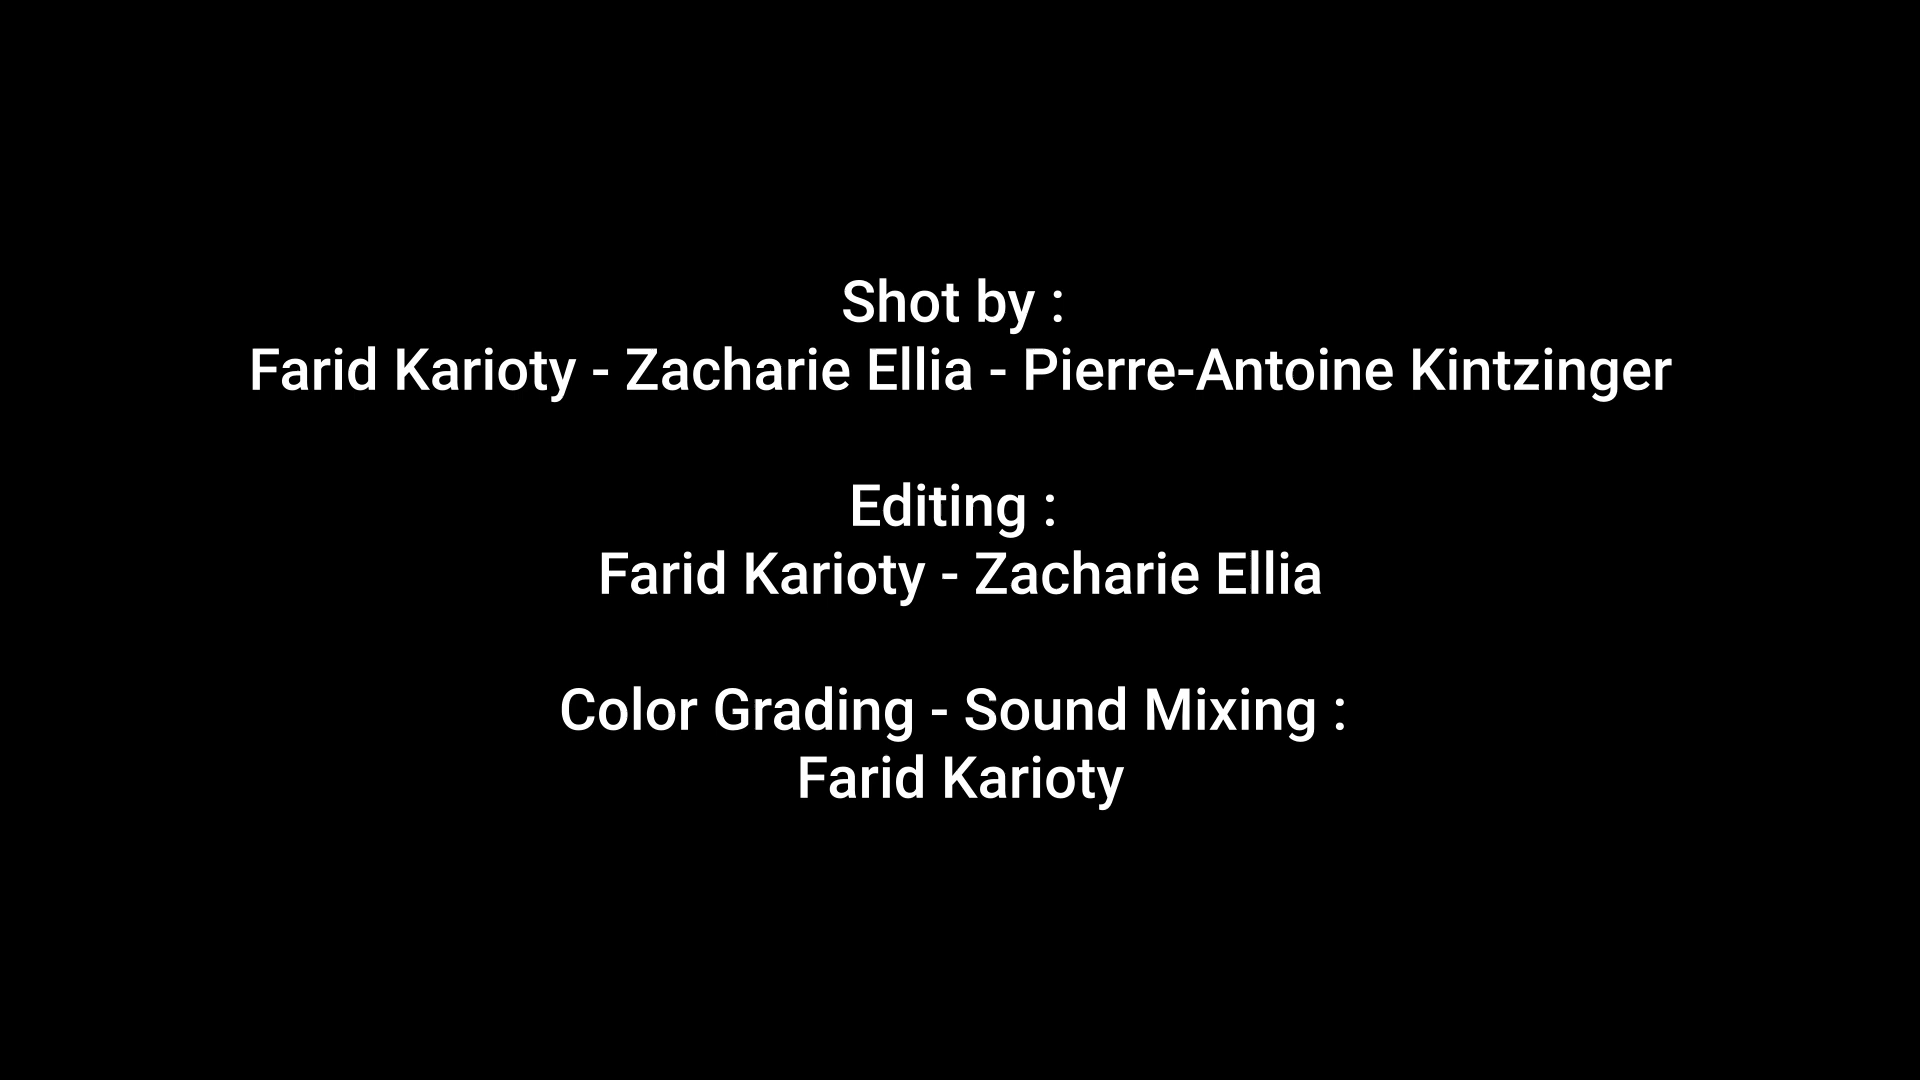 Shot by :
Farid Karioty - Zacharie Ellia - Pierre-Antoine Kintzinger
Editing :
Farid Karioty - Zacharie Ellia
Color Grading - Sound Mixing :
Farid Karioty